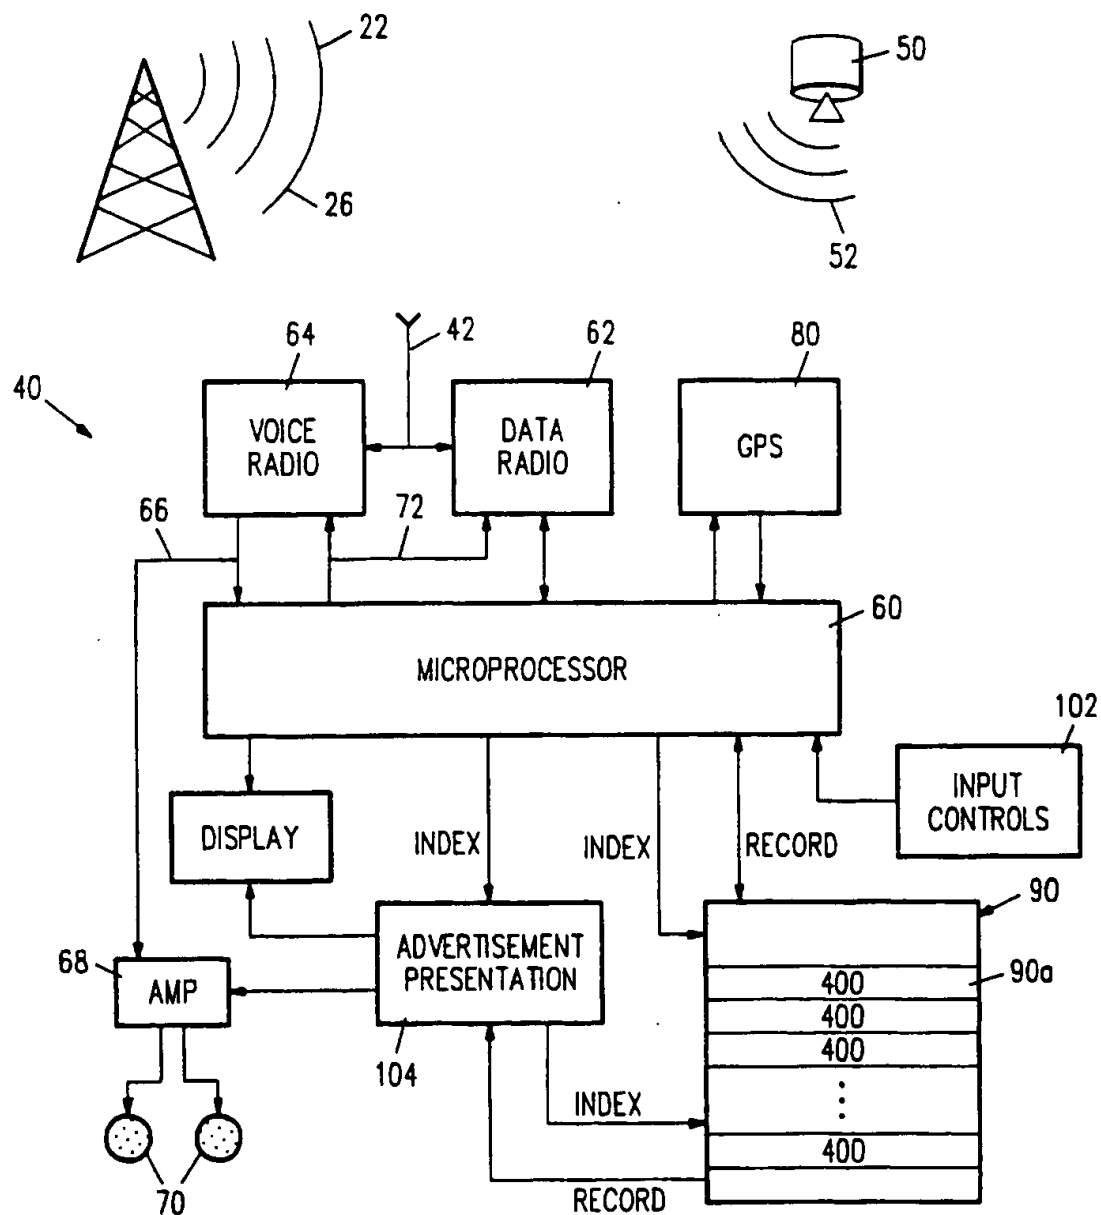 22
50
26
52
64
42
62
80
40
VOICE
RADIO
DATA
RADIO
GPS
66
72
60
MICROPROCESSOR
102
INPUT
CONTROLS
DISPLAY
INDEX
INDEX
RECORD
90
ADVERTISEMENT
PRESENTATION
68
AMP
90a
400
400
400
104
INDEX
400
70
RECORD